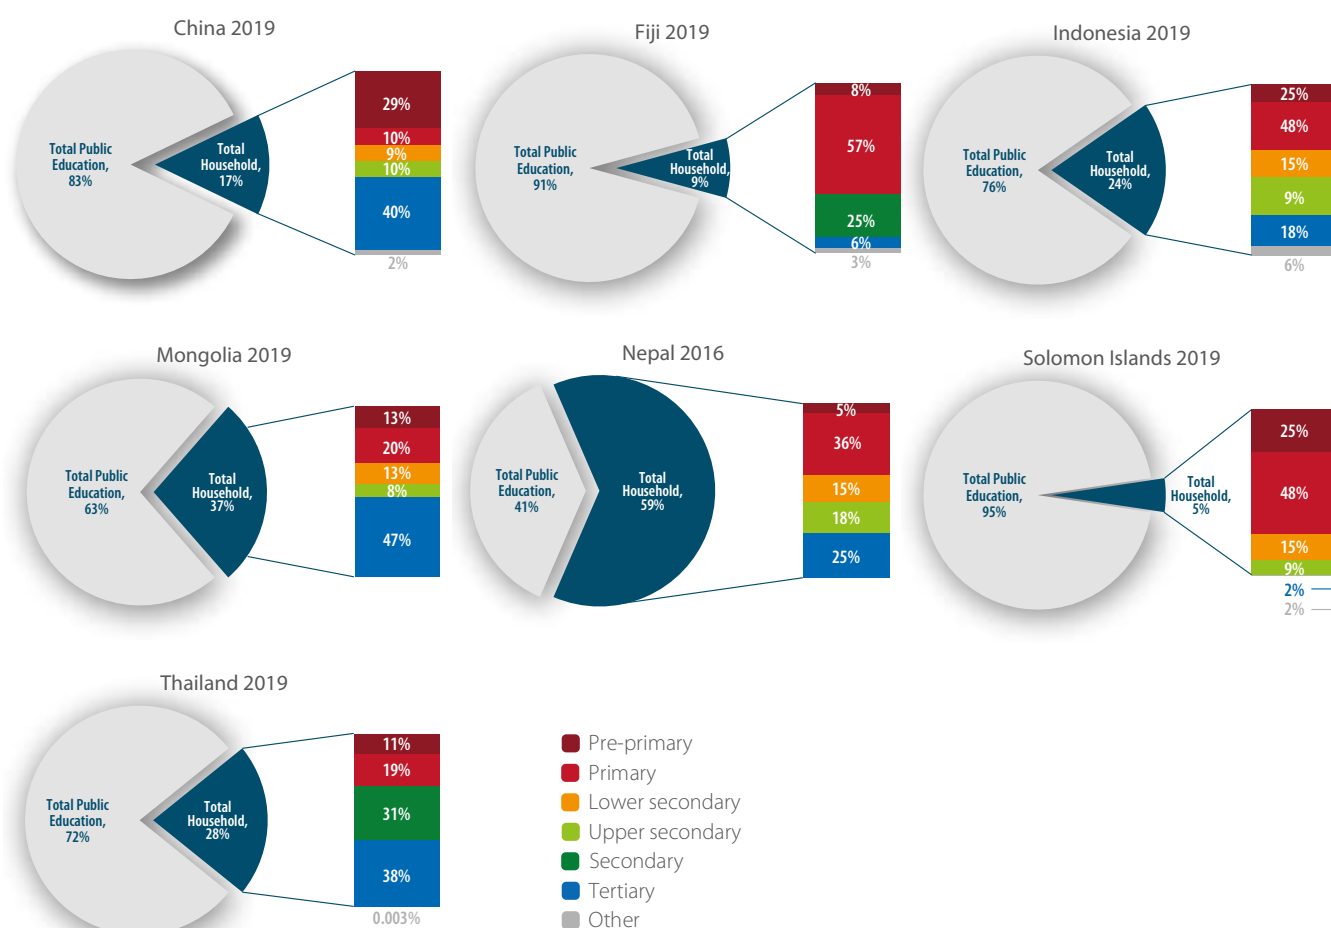 China 2019
Total Public
Education,
83%
Total
Household,
17%
29%
10%
9%
10%
40%
2%
Fiji 2019
Total Public
Education,
91%
Total
Household,
9%
8%
57%
25%
6%
3%
Indonesia 2019
Total Public
Education,
76%
Total
Household,
24%
25%
48%
15%
9%
18%
6%
Mongolia 2019
Total Public
Education,
63%
Total
Household,
37%
13%
20%
13%
8%
47%
Nepal 2016
Total Public
Education,
41%
Total
Household,
59%
5%
36%
15%
18%
25%
Solomon Islands 2019
Total Public
Education,
95%
Total
Household,
5%
25%
48%
15%
9%
2%
2%
Thailand 2019
Total Public
Education,
72%
Total
Household,
28%
11%
19%
31%
38%
0.003%
Pre-primary
Primary
Lower secondary
Upper secondary
Secondary
Tertiary
Other